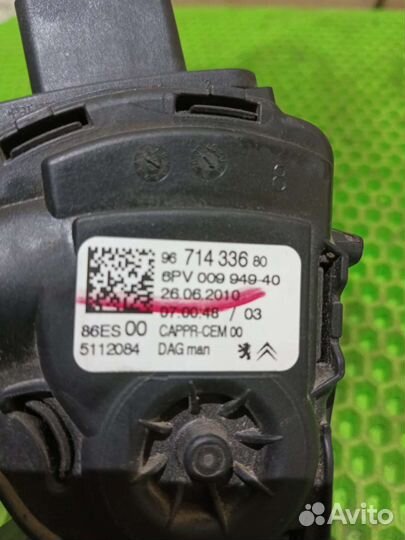 8
96 714 336 80
6PV 009 949-40
26.06.2010
07:00:48 / 03
86ES 00 CAPPR-CEM 00
5112084 DAG man
Avito